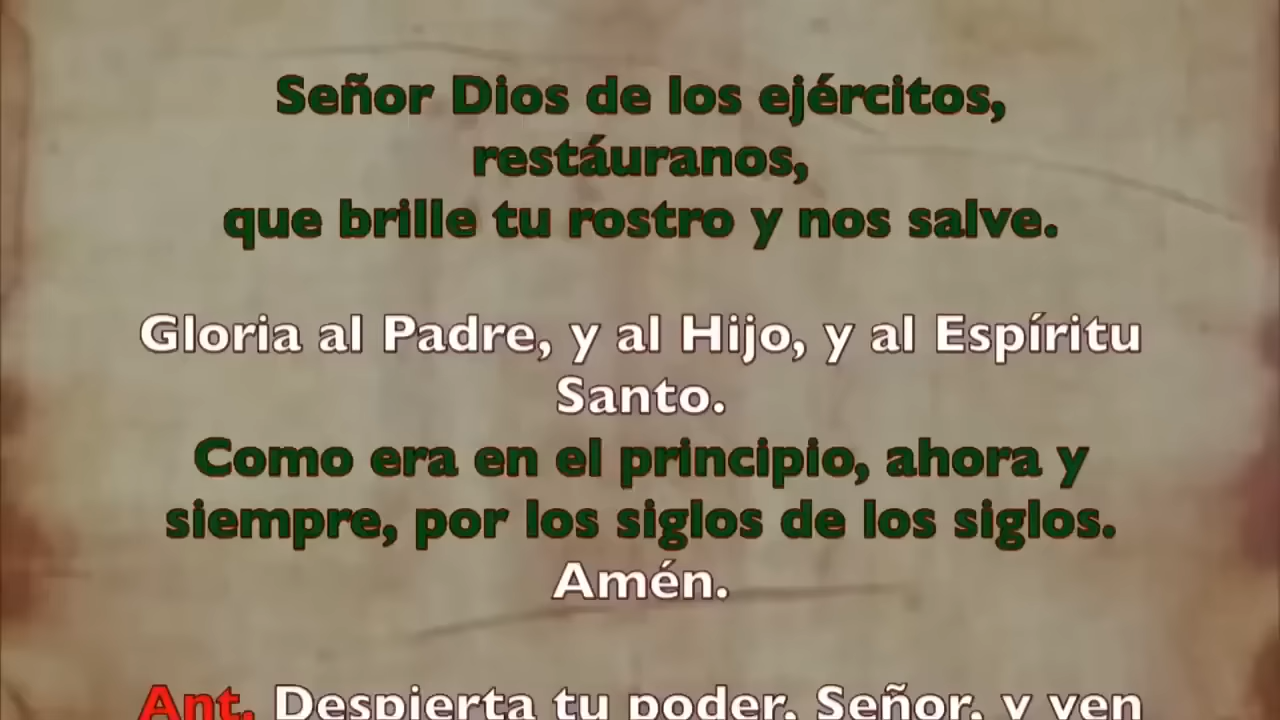 Señor Dios de los ejércitos,
restáuranos,
que brille tu rostro y nos salve.
Gloria al Padre, y al Hijo, y al Espíritu
Santo.
Como era en el principio, ahora y
siempre, por los siglos de los siglos.
Amén.
Ant. Despierta tu poder, Señor, y ven